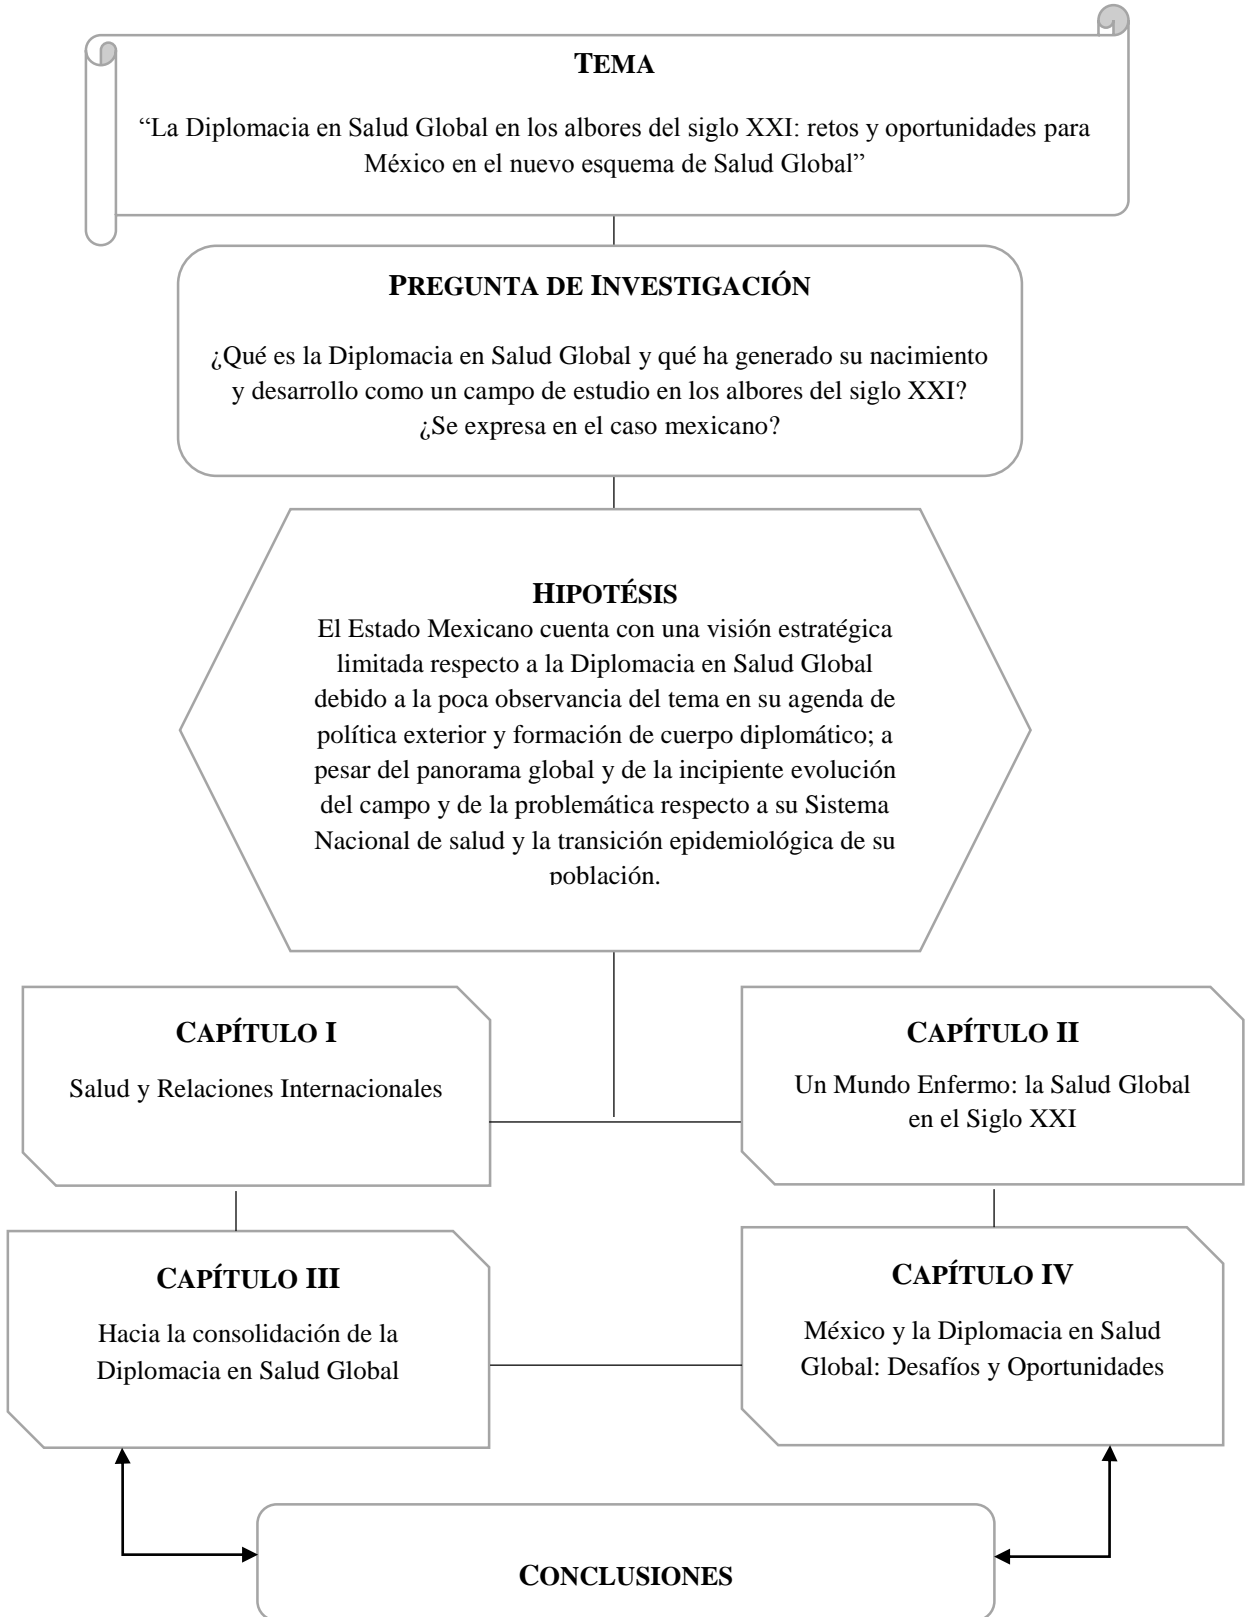 TEMA
“La Diplomacia en Salud Global en los albores del siglo XXI: retos y oportunidades para
México en el nuevo esquema de Salud Global”
PREGUNTA DE INVESTIGACIÓN
¿Qué es la Diplomacia en Salud Global y qué ha generado su nacimiento
y desarrollo como un campo de estudio en los albores del siglo XXI?
¿Se expresa en el caso mexicano?
HIPOTÉSIS
El Estado Mexicano cuenta con una visión estratégica
limitada respecto a la Diplomacia en Salud Global
debido a la poca observancia del tema en su agenda de
política exterior y formación de cuerpo diplomático; a
pesar del panorama global y de la incipiente evolución
del campo y de la problemática respecto a su Sistema
Nacional de salud y la transición epidemiológica de su
población.
CAPÍTULO I
Salud y Relaciones Internacionales
CAPÍTULO II
Un Mundo Enfermo: la Salud Global
en el Siglo XXI
CAPÍTULO III
Hacia la consolidación de la
Diplomacia en Salud Global
CAPÍTULO IV
México y la Diplomacia en Salud
Global: Desafíos y Oportunidades
CONCLUSIONES